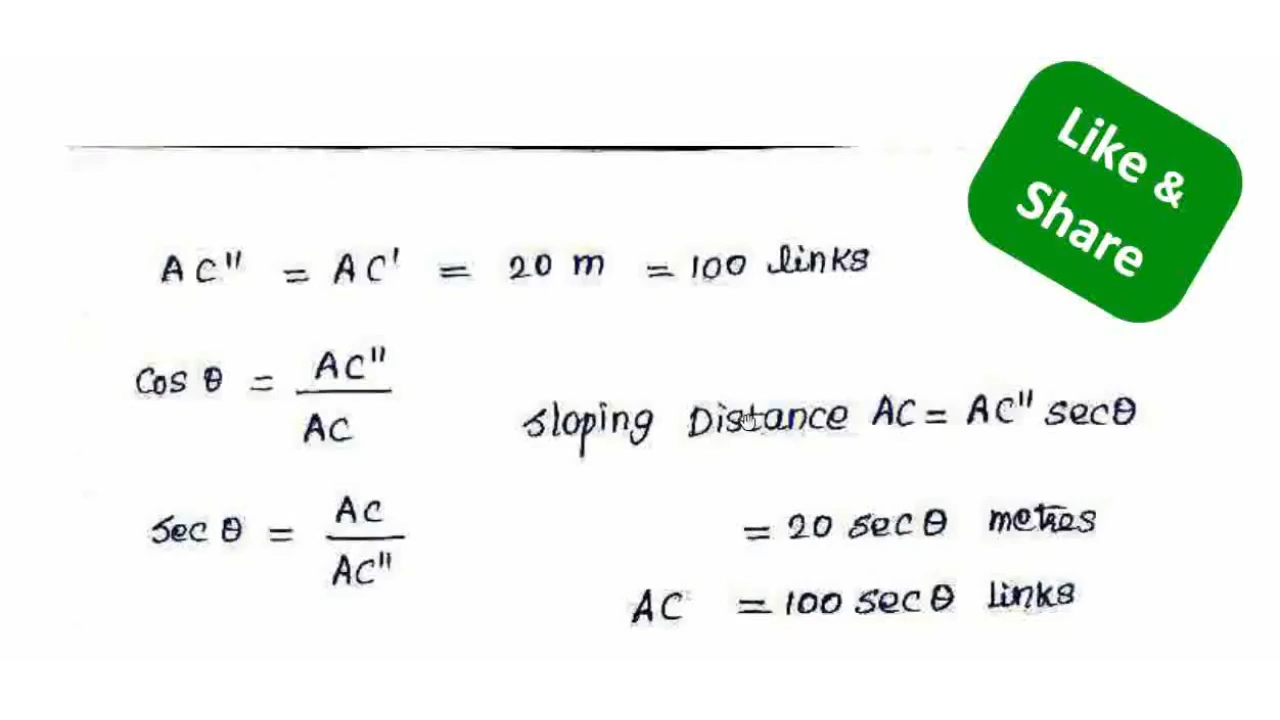 Like &
Share
AC" = AC' = 20 m = 100 links
Cos θ = AC" / AC
Sloping Distance AC = AC" secθ
sec θ = AC / AC"
= 20 sec θ metres
AC = 100 sec θ links